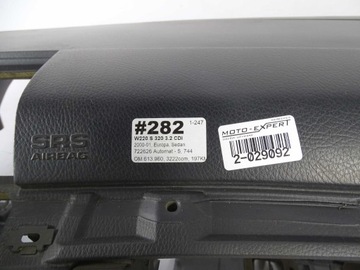 #282
1-247
W220 S 320 3.2 CDI
2000.01, Europa, Sedan
722626 Automat - 5, 744
OM 613.960, 3222ccm, 197KM
MOTO-EXPERT
2-029092
SRS
AIRBAG